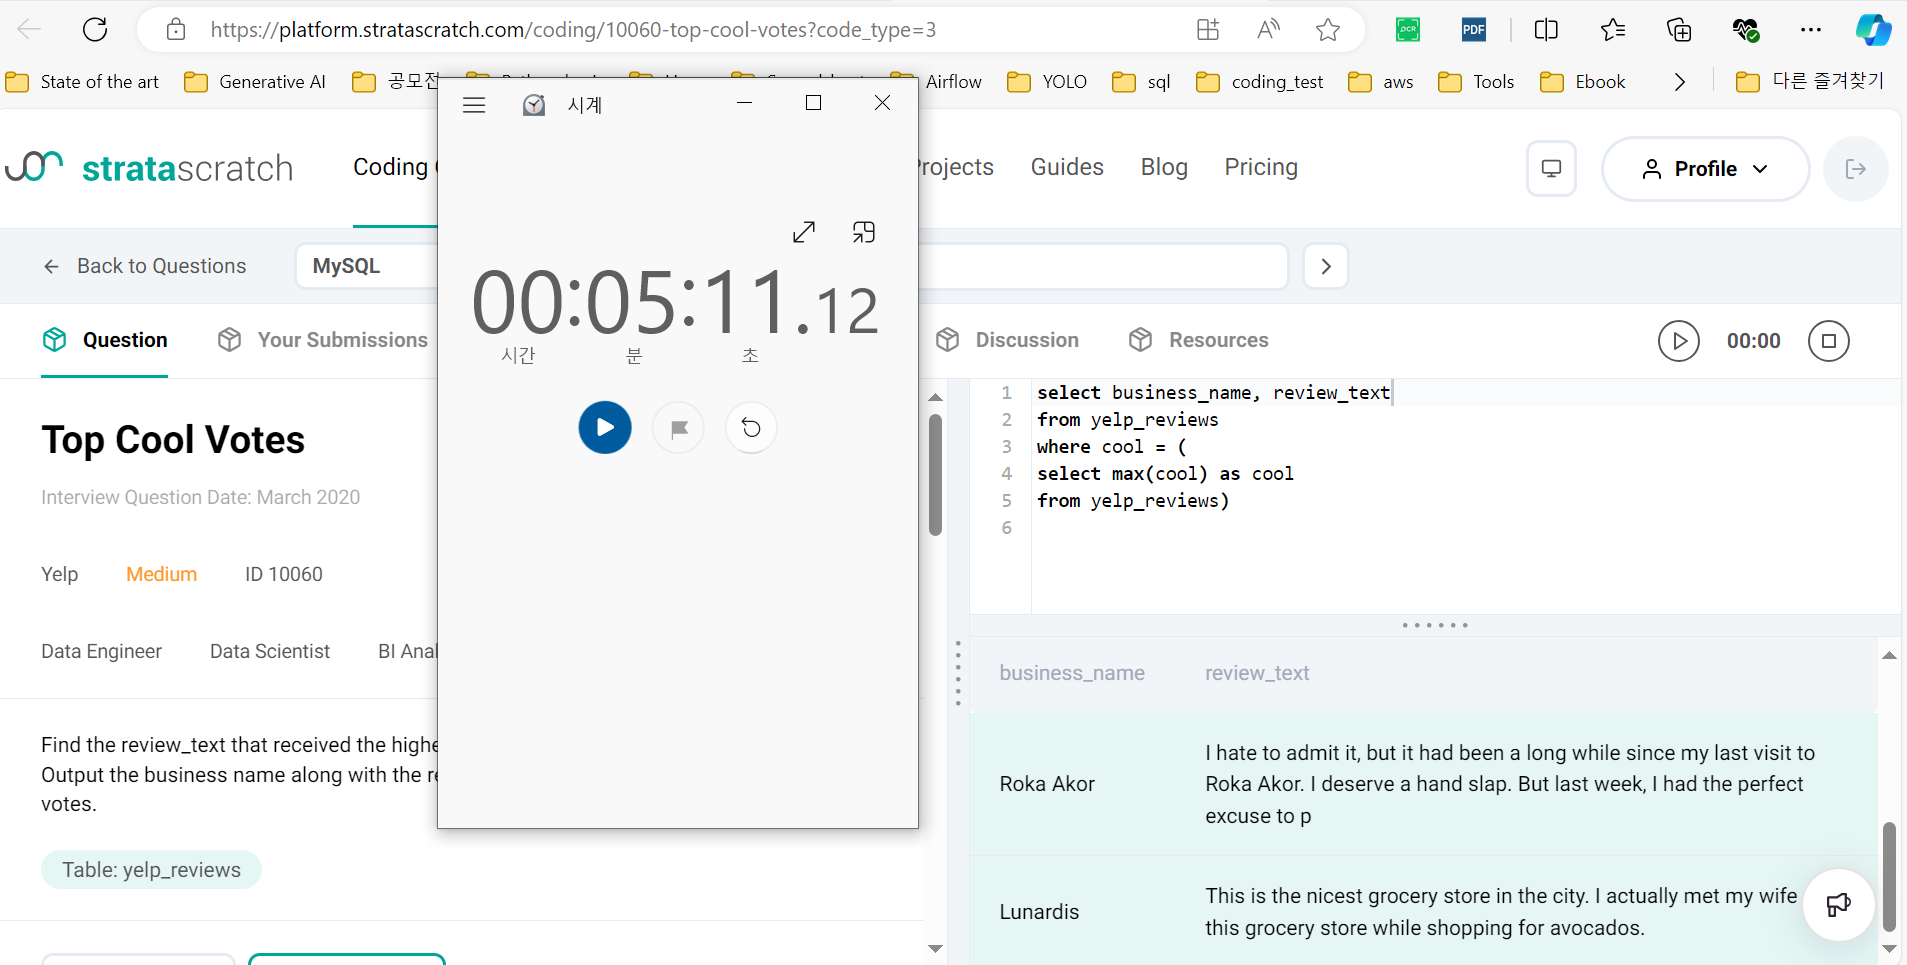 https://platform.stratascratch.com/coding/10060-top-cool-votes?code_type=3
OCR
PDF
State of the art
Generative AI
공모전
Airflow
YOLO
sql
coding_test
aws
Tools
Ebook
다른 즐겨찾기
시계
stratascratch
Coding
Projects
Guides
Blog
Pricing
Profile
Back to Questions
MySQL
00:05:11.12
시간
분
초
Question
Your Submissions
Discussion
Resources
00:00
Top Cool Votes
Interview Question Date: March 2020
Yelp
Medium
ID 10060
Data Engineer
Data Scientist
BI Anal
Find the review_text that received the highe
Output the business name along with the re
votes.
Table: yelp_reviews
1 select business_name, review_text
2 from yelp_reviews
3 where cool = (
4 select max(cool) as cool
5 from yelp_reviews)
6
business_name
review_text
Roka Akor
I hate to admit it, but it had been a long while since my last visit to
Roka Akor. I deserve a hand slap. But last week, I had the perfect
excuse to p
Lunardis
This is the nicest grocery store in the city. I actually met my wife
this grocery store while shopping for avocados.